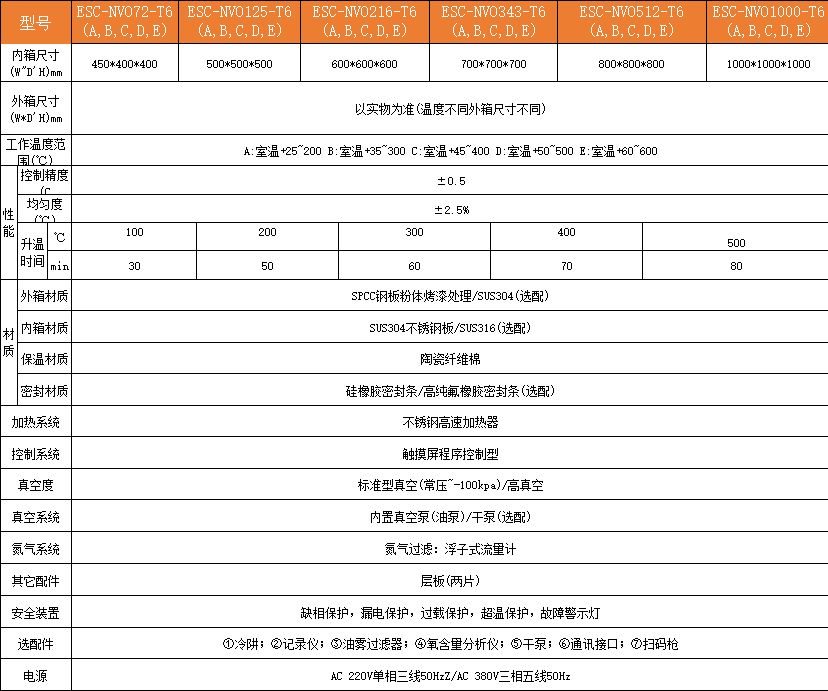 型号 ESC-NVO72-T6 ESC-NVO125-T6 ESC-NVO216-T6 ESC-NVO343-T6 ESC-NVO512-T6 ESC-NVO1000-T6
(A,B,C,D,E) (A,B,C,D,E) (A,B,C,D,E) (A,B,C,D,E) (A,B,C,D,E) (A,B,C,D,E)
内箱尺寸
(W"D'H)mm
450*400*400 500*500*500 600*600*600 700*700*700 800*800*800 1000*1000*1000
外箱尺寸
(W*D'H)mm
以实物为准(温度不同外箱尺寸不同)
工作温度范
围(℃)
A:室温+25~200 B:室温+35~300 C:室温+45~400 D:室温+50~500 E:室温+60~600
性
能
控制精度
(C
±0.5
均匀度
(℃)
±2.5%
升温
时间
℃ 100 200 300 400 500
min 30 50 60 70 80
材
质
外箱材质 SPCC钢板粉体烤漆处理/SUS304(选配)
内箱材质 SUS304不锈钢板/SUS316(选配)
保温材质 陶瓷纤维棉
密封材质 硅橡胶密封条/高纯氟橡胶密封条(选配)
加热系统 不锈钢高速加热器
控制系统 触摸屏程序控制型
真空度 标准型真空(常压~-100kpa)/高真空
真空系统 内置真空泵(油泵)/干泵(选配)
氮气系统 氮气过滤：浮子式流量计
其它配件 层板(两片)
安全装置 缺相保护，漏电保护，过载保护，超温保护，故障警示灯
选配件 ①冷阱；②记录仪；③油雾过滤器；④氧含量分析仪；⑤干泵；⑥通讯接口；⑦扫码枪
电源 AC 220V单相三线50HzZ/AC 380V三相五线50Hz